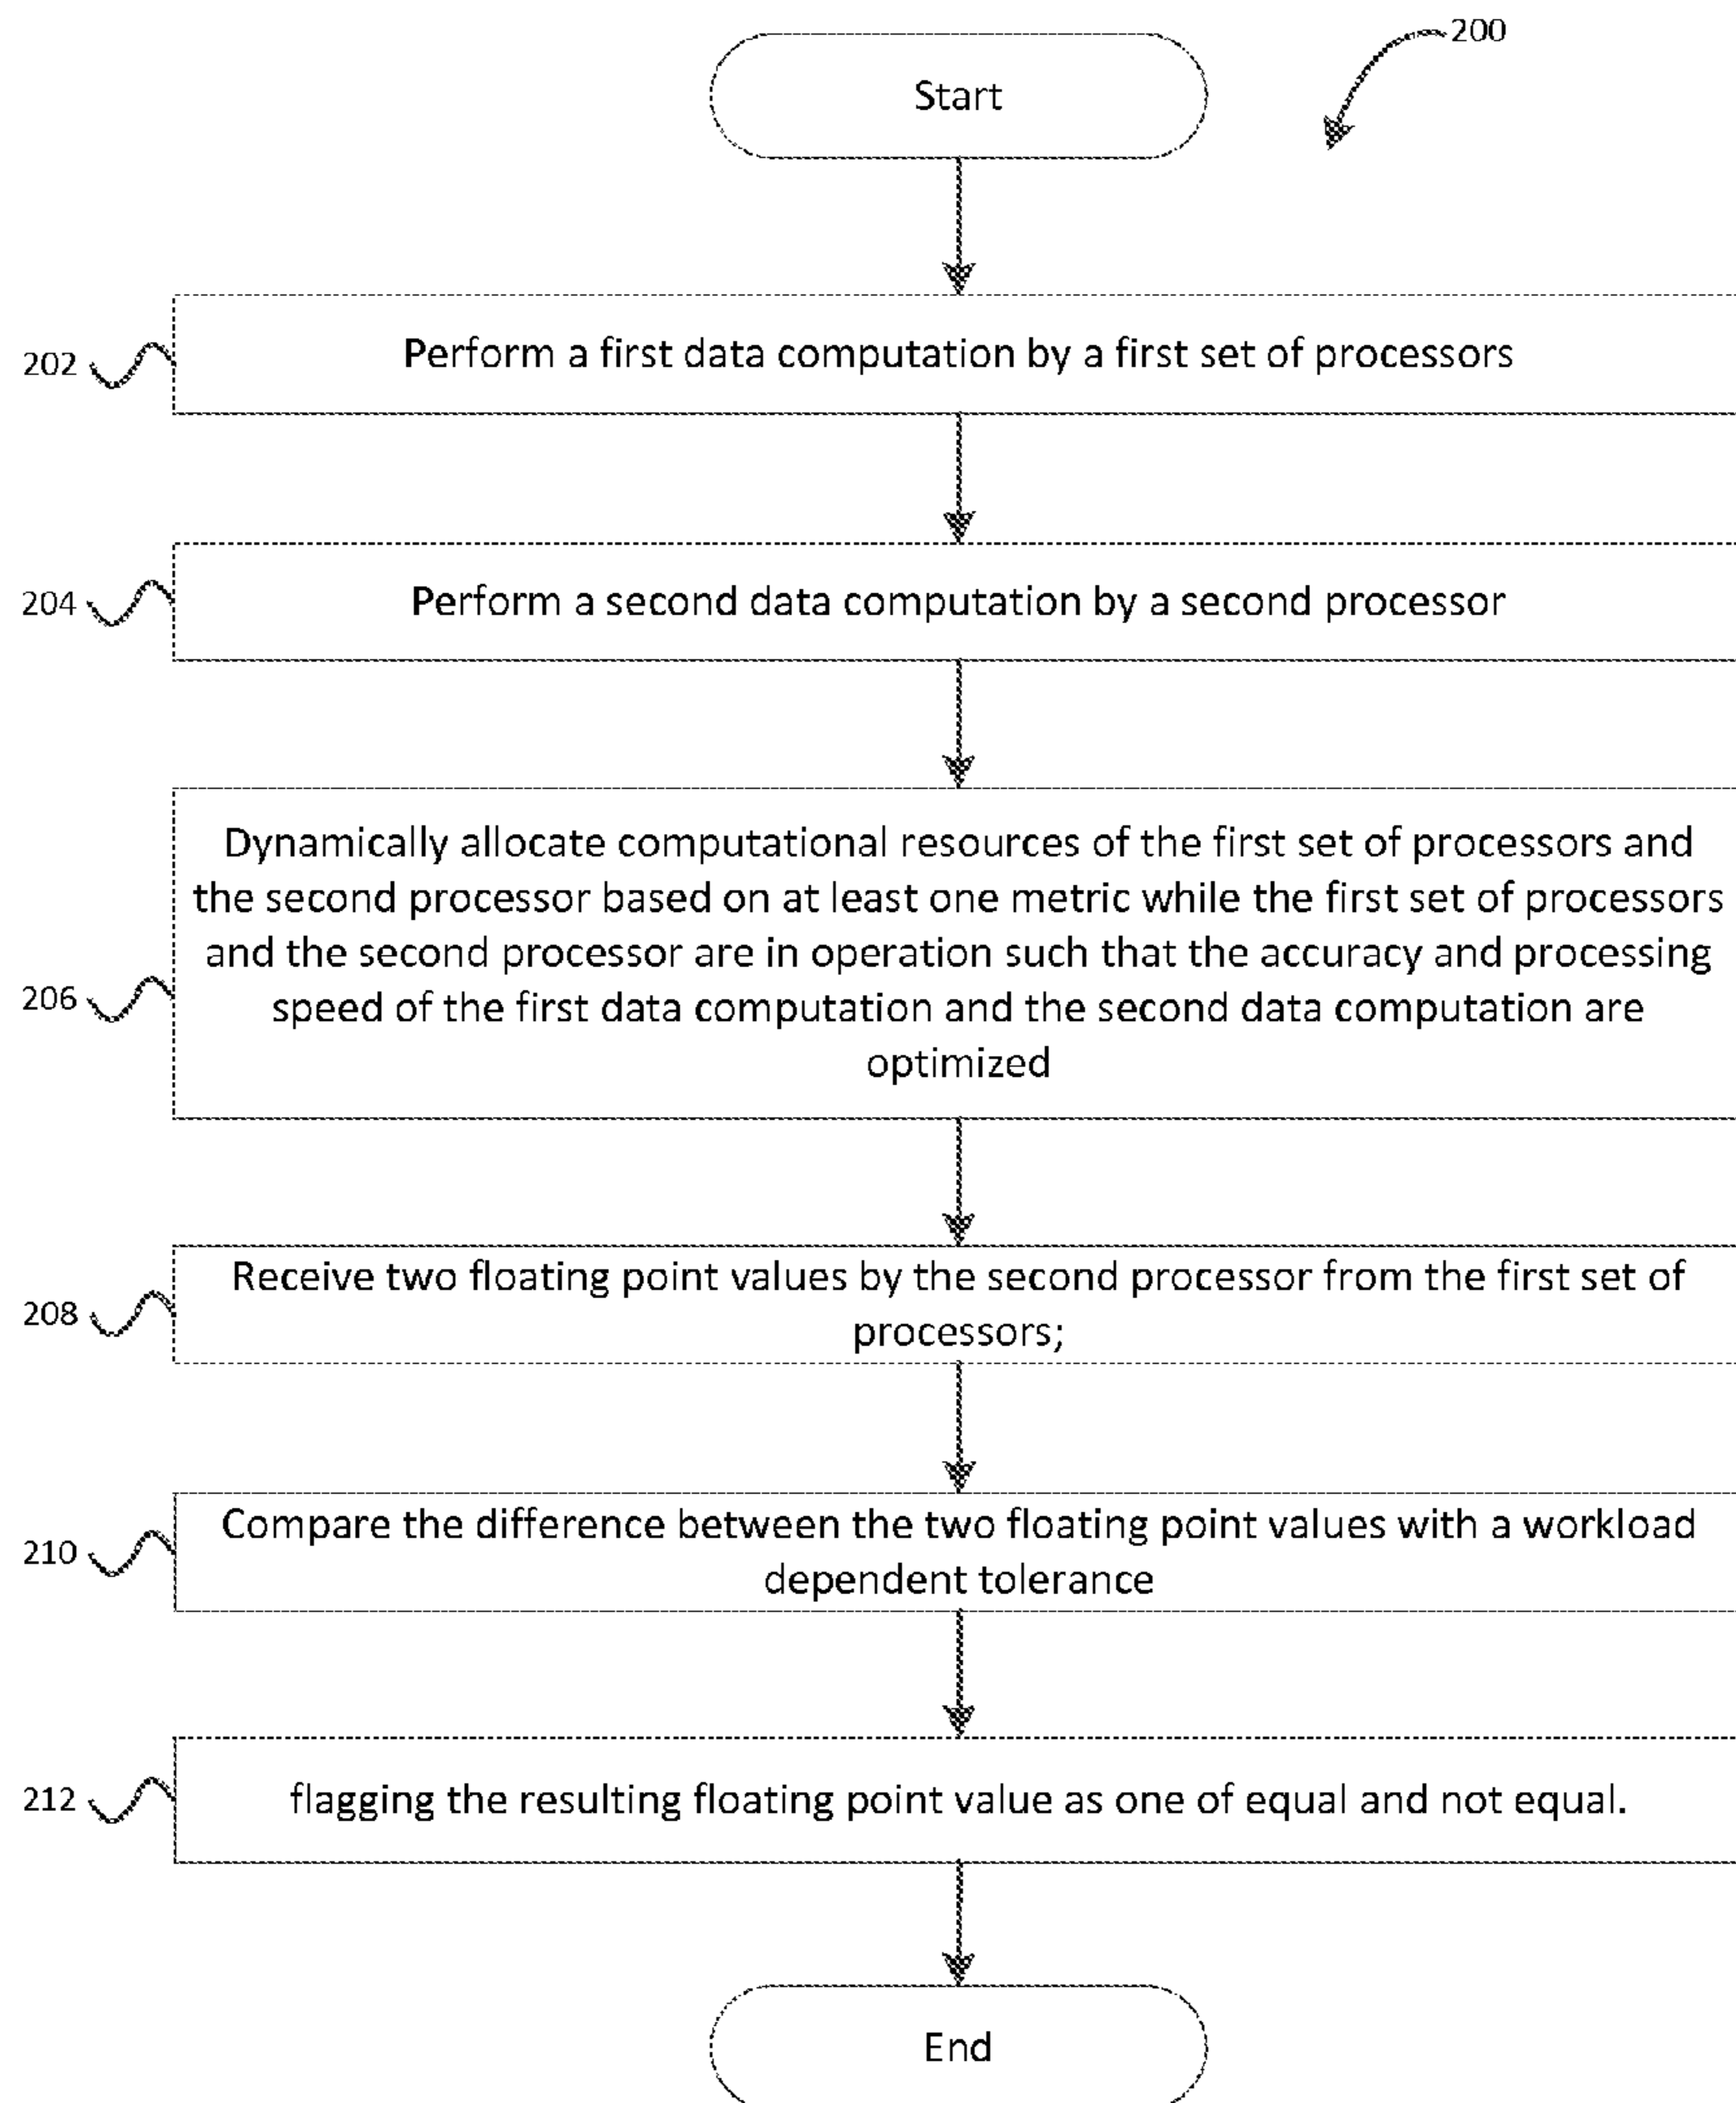 200
Start
202
Perform a first data computation by a first set of processors
204
Perform a second data computation by a second processor
Dynamically allocate computational resources of the first set of processors and
the second processor based on at least one metric while the first set of processors
and the second processor are in operation such that the accuracy and processing
206
speed of the first data computation and the second data computation are
optimized
208
Receive two floating point values by the second processor from the first set of
processors;
210
Compare the difference between the two floating point values with a workload
dependent tolerance
212
flagging the resulting floating point value as one of equal and not equal.
End